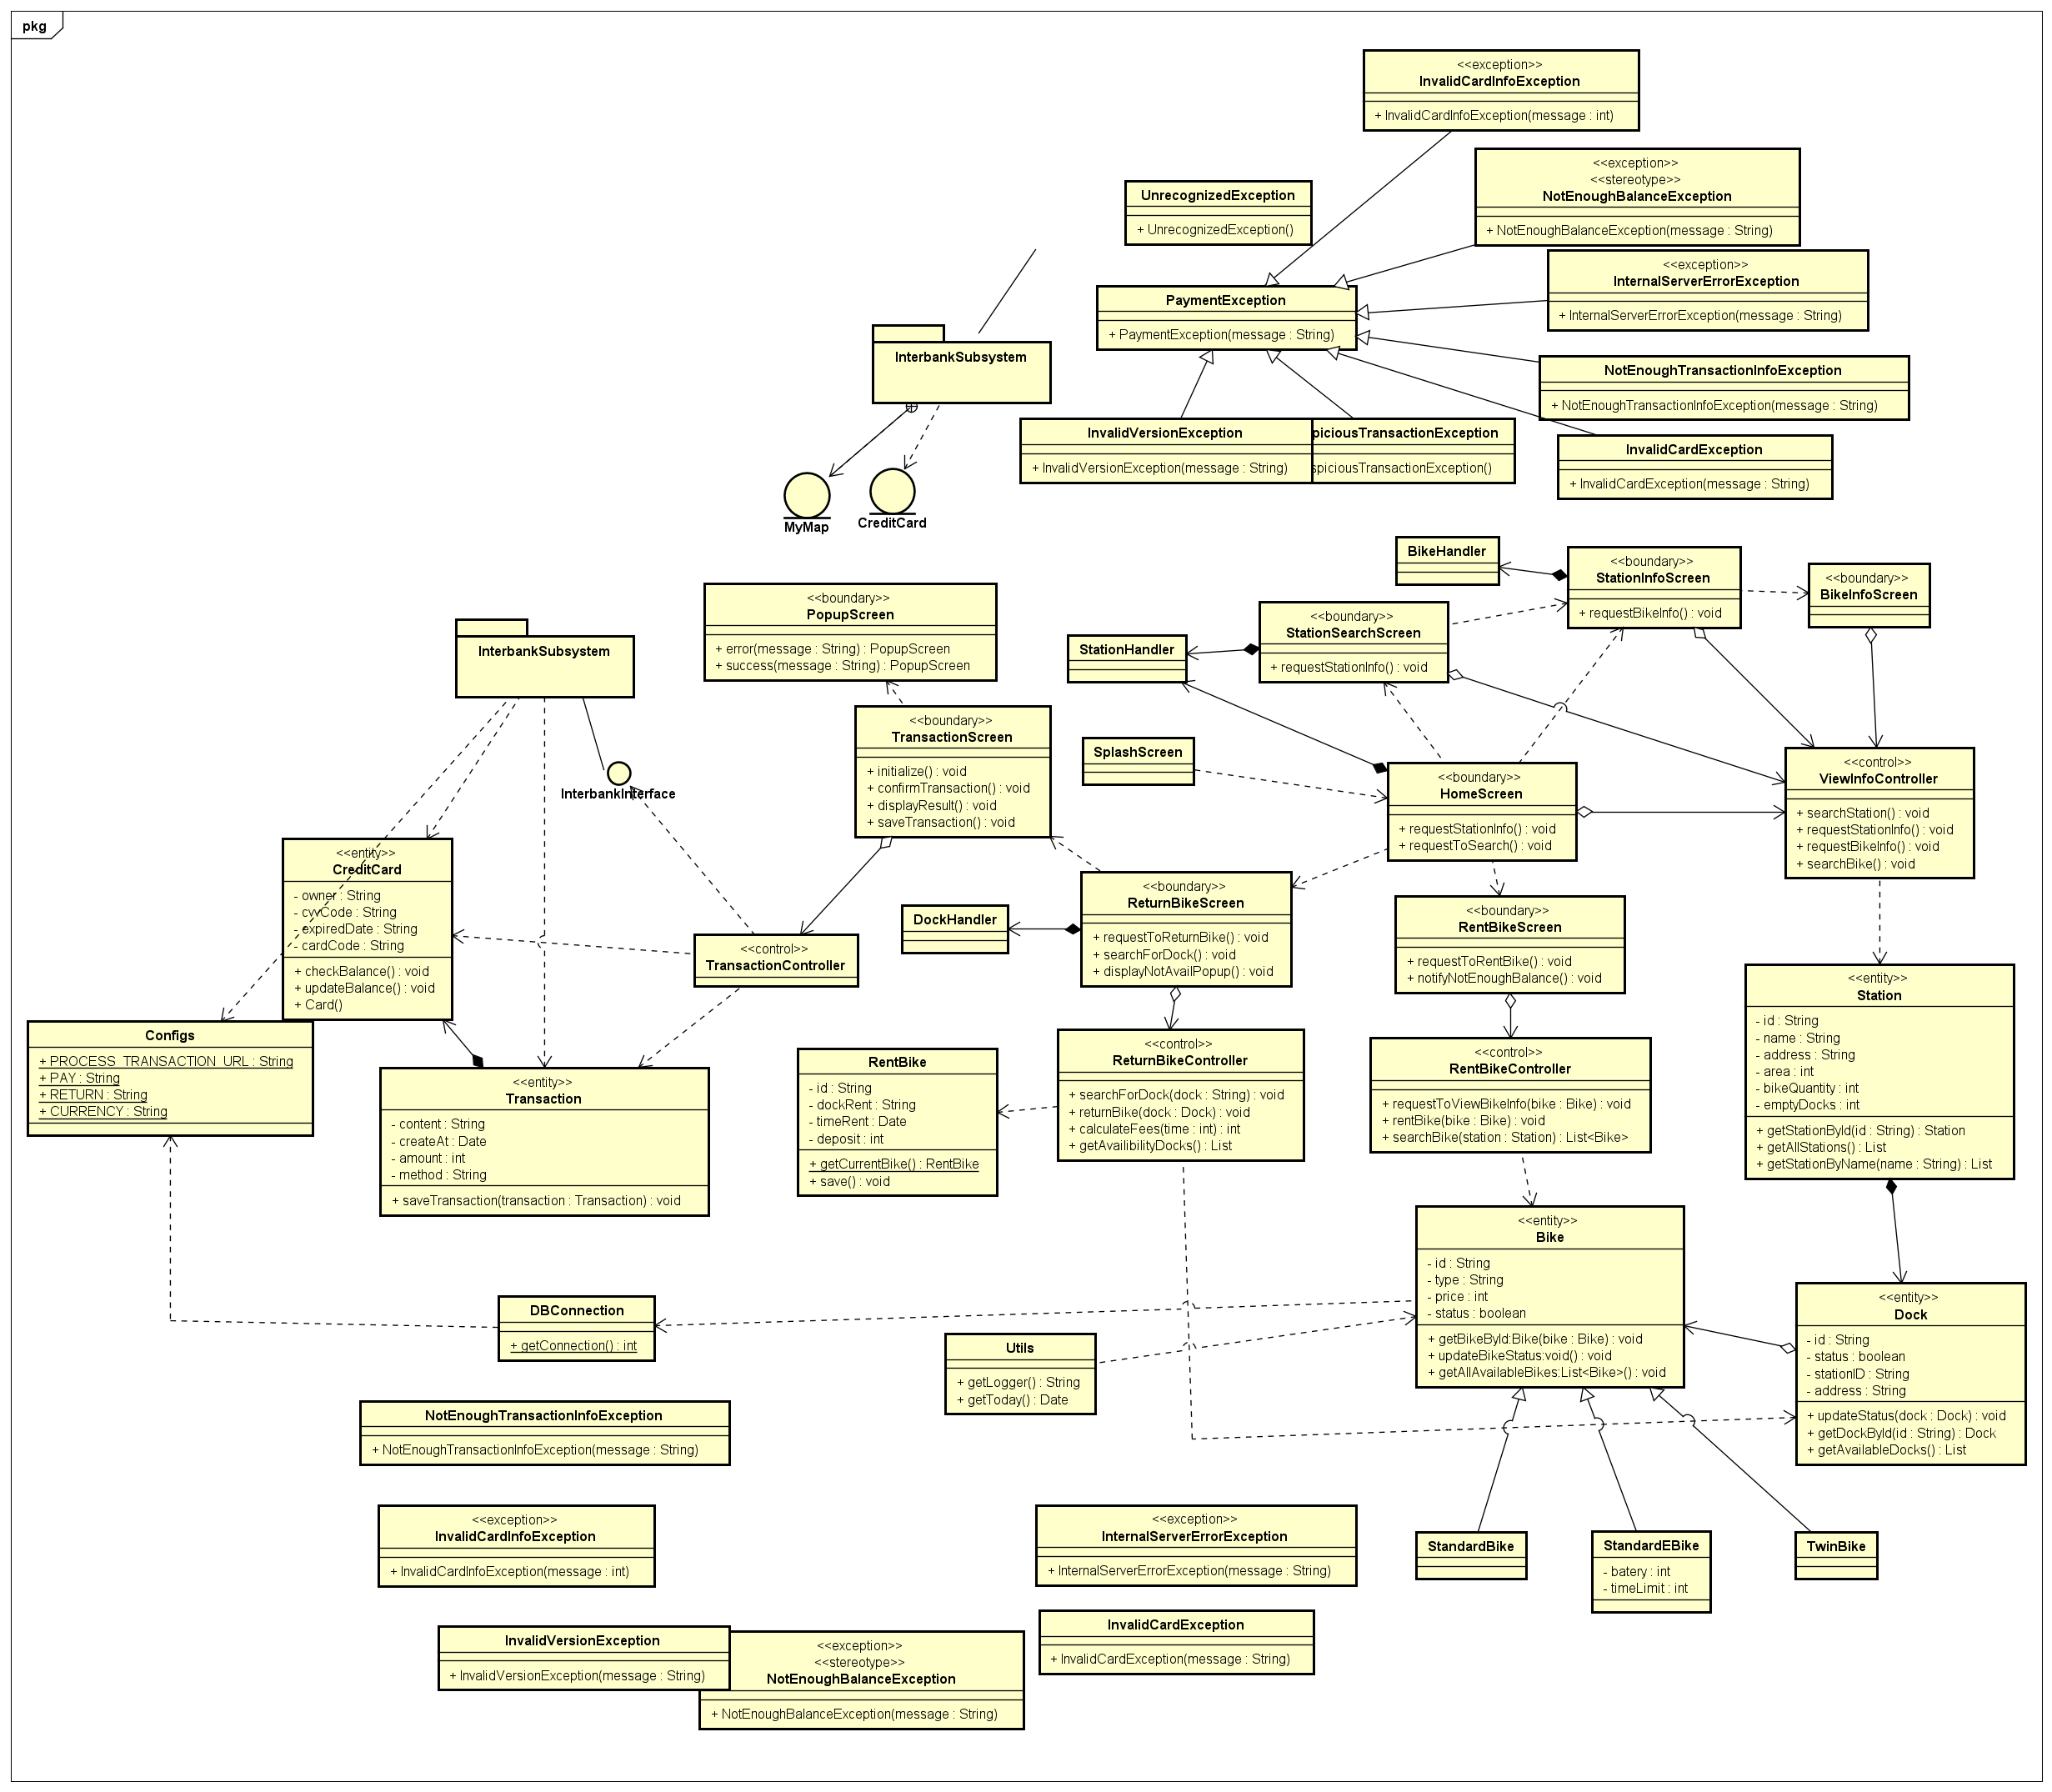 pkg
<<exception>>
InvalidCardInfoException
+ InvalidCardInfoException(message : int)
<<exception>>
<<stereotype>>
NotEnoughBalanceException
+ NotEnoughBalanceException(message : String)
UnrecognizedException
+ UnrecognizedException()
<<exception>>
InternalServerErrorException
+ InternalServerErrorException(message : String)
PaymentException
+ PaymentException(message : String)
InterbankSubsystem
NotEnoughTransactionInfoException
+ NotEnoughTransactionInfoException(message : String)
InvalidVersionException
+ InvalidVersionException(message : String)
piciousTransactionException
spiciousTransactionException()
InvalidCardException
+ InvalidCardException(message : String)
MyMap
CreditCard
BikeHandler
<<boundary>>
StationInfoScreen
+ requestBikeInfo() : void
<<boundary>>
BikeInfoScreen
<<boundary>>
PopupScreen
+ error(message : String) : PopupScreen
+ success(message : String) : PopupScreen
<<boundary>>
StationSearchScreen
+ requestStationInfo() : void
StationHandler
InterbankSubsystem
<<boundary>>
TransactionScreen
+ initialize() : void
+ confirmTransaction() : void
+ displayResult() : void
+ saveTransaction() : void
SplashScreen
<<boundary>>
HomeScreen
+ requestStationInfo() : void
+ requestToSearch() : void
<<control>>
ViewInfoController
+ searchStation() : void
+ requestStationInfo() : void
+ requestBikeInfo() : void
+ searchBike() : void
InterbankInterface
<<entity>>
CreditCard
- owner : String
- cvvCode : String
- expiredDate : String
- cardCode : String
+ checkBalance() : void
+ updateBalance() : void
+ Card()
<<control>>
TransactionController
DockHandler
<<boundary>>
ReturnBikeScreen
+ requestToReturnBike() : void
+ searchForDock() : void
+ displayNotAvailPopup() : void
<<boundary>>
RentBikeScreen
+ requestToRentBike() : void
+ notifyNotEnoughBalance() : void
<<entity>>
Station
- id : String
- name : String
- address : String
- area : int
- bikeQuantity : int
- emptyDocks : int
+ getStationById(id : String) : Station
+ getAllStations() : List
+ getStationByName(name : String) : List
Configs
+ PROCESS_TRANSACTION_URL : String
+ PAY : String
+ RETURN : String
+ CURRENCY : String
<<entity>>
Transaction
- content : String
- createAt : Date
- amount : int
- method : String
+ saveTransaction(transaction : Transaction) : void
RentBike
- id : String
- dockRent : String
- timeRent : Date
- deposit : int
+ getCurrentBike() : RentBike
+ save() : void
<<control>>
ReturnBikeController
+ searchForDock(dock : String) : void
+ returnBike(dock : Dock) : void
+ calculateFees(time : int) : int
+ getAvailibilityDocks() : List
<<control>>
RentBikeController
+ requestToViewBikeInfo(bike : Bike) : void
+ rentBike(bike : Bike) : void
+ searchBike(station : Station) : List<Bike>
<<entity>>
Bike
- id : String
- type : String
- price : int
- status : boolean
+ getBikeById:Bike(bike : Bike) : void
+ updateBikeStatus:void() : void
+ getAllAvailableBikes:List<Bike>() : void
<<entity>>
Dock
- id : String
- status : boolean
- stationID : String
- address : String
+ updateStatus(dock : Dock) : void
+ getDockById(id : String) : Dock
+ getAvailableDocks() : List
DBConnection
+ getConnection() : int
Utils
+ getLogger() : String
+ getToday() : Date
NotEnoughTransactionInfoException
+ NotEnoughTransactionInfoException(message : String)
<<exception>>
InvalidCardInfoException
+ InvalidCardInfoException(message : int)
<<exception>>
InternalServerErrorException
+ InternalServerErrorException(message : String)
StandardBike
StandardEBike
- batery : int
- timeLimit : int
TwinBike
InvalidVersionException
+ InvalidVersionException(message : String)
<<exception>>
<<stereotype>>
NotEnoughBalanceException
+ NotEnoughBalanceException(message : String)
InvalidCardException
+ InvalidCardException(message : String)